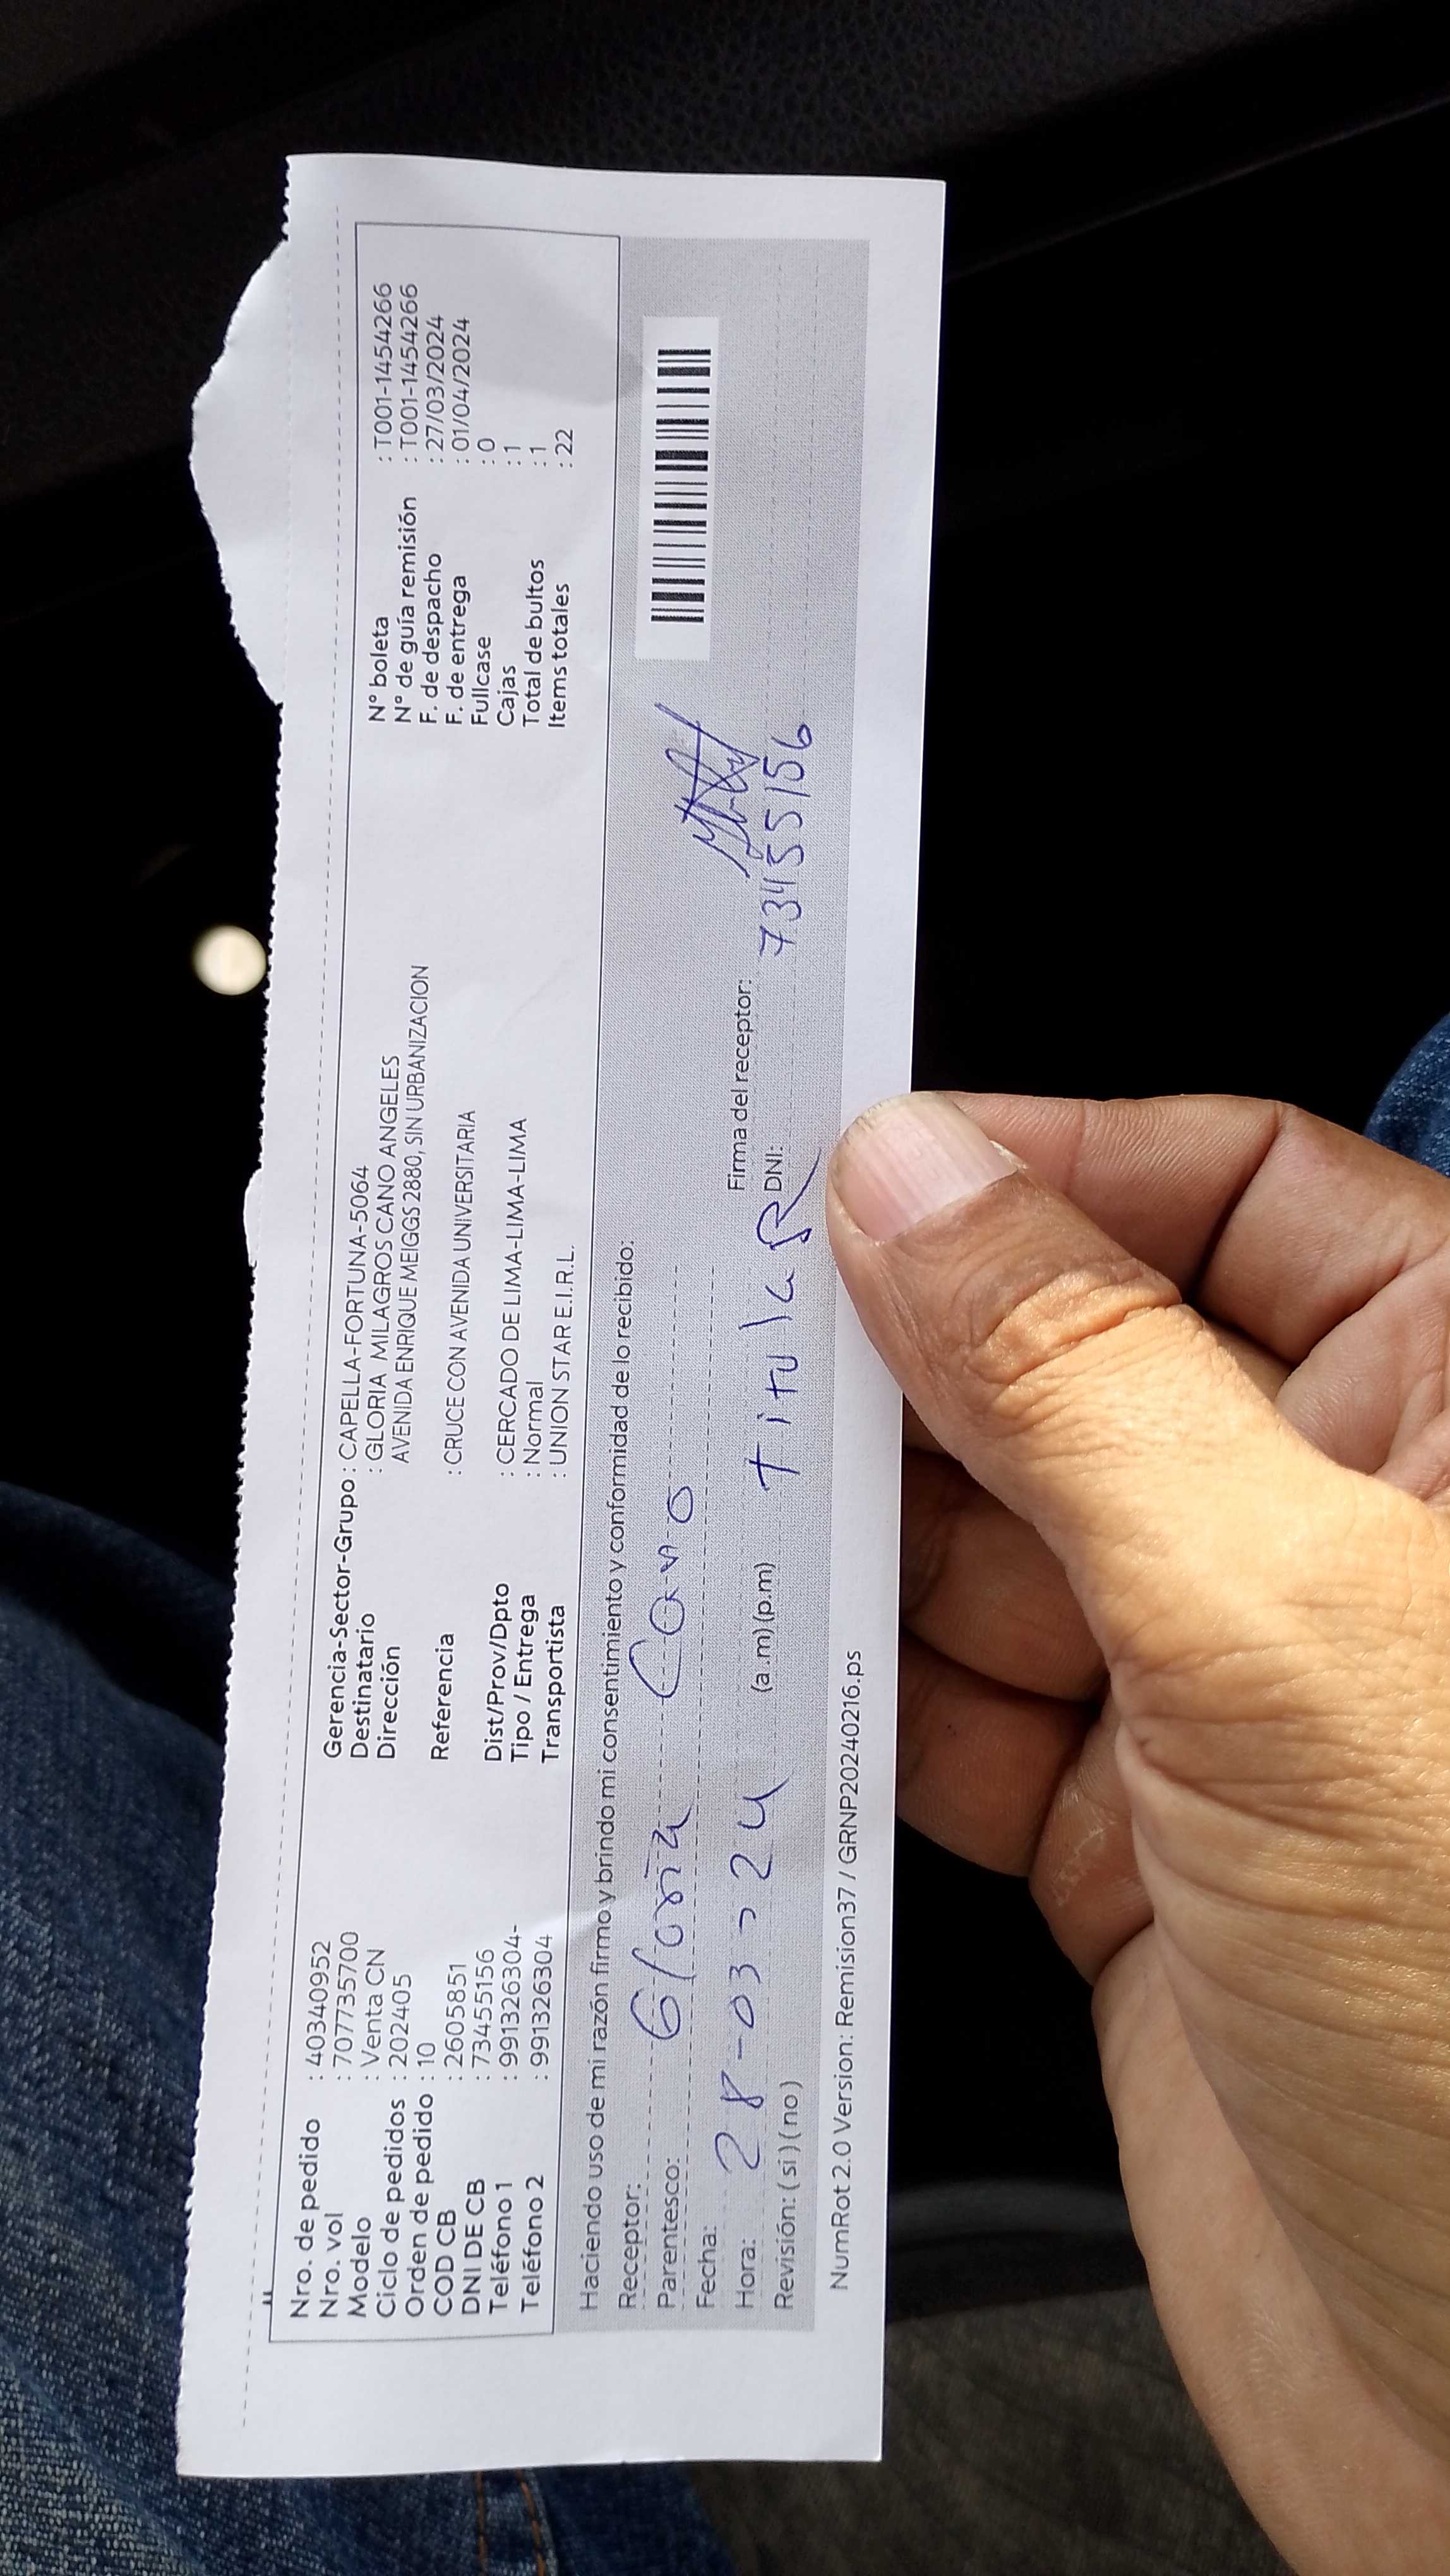 Nro. de pedido : 40340952
Nro. vol : 707735700
Modelo : Venta CN
Ciclo de pedidos : 202405
Orden de pedido : 10
COD CB : 2605851
DNI DE CB : 73455156
Teléfono 1 : 991326304-
Teléfono 2 : 991326304
Gerencia-Sector-Grupo : CAPELLA-FORTUNA-5064
Destinatario : GLORIA MILAGROS CANO ANGELES
Dirección AVENIDA ENRIQUE MEIGGS 2880, SIN URBANIZACION
Referencia : CRUCE CON AVENIDA UNIVERSITARIA
Dist/Prov/Dpto : CERCADO DE LIMA-LIMA-LIMA
Tipo / Entrega : Normal
Transportista : UNION STAR E.I.R.L.
N° boleta : T001-1454266
N° de guía remisión : T001-1454266
F. de despacho : 27/03/2024
F. de entrega : 01/04/2024
Fullcase : 0
Cajas : 1
Total de bultos : 1
Items totales : 22
Haciendo uso de mi razón firmo y brindo mi consentimiento y conformidad de lo recibido:
Receptor: Gloria Cano
Parentesco:
Fecha: 28-03-24
Hora: (a.m) (p.m) Titular
Revisión: ( si ) ( no )
Firma del receptor:
DNI: 73455156
NumRot 2.0 Version: Remision37 / GRNP20240216.ps